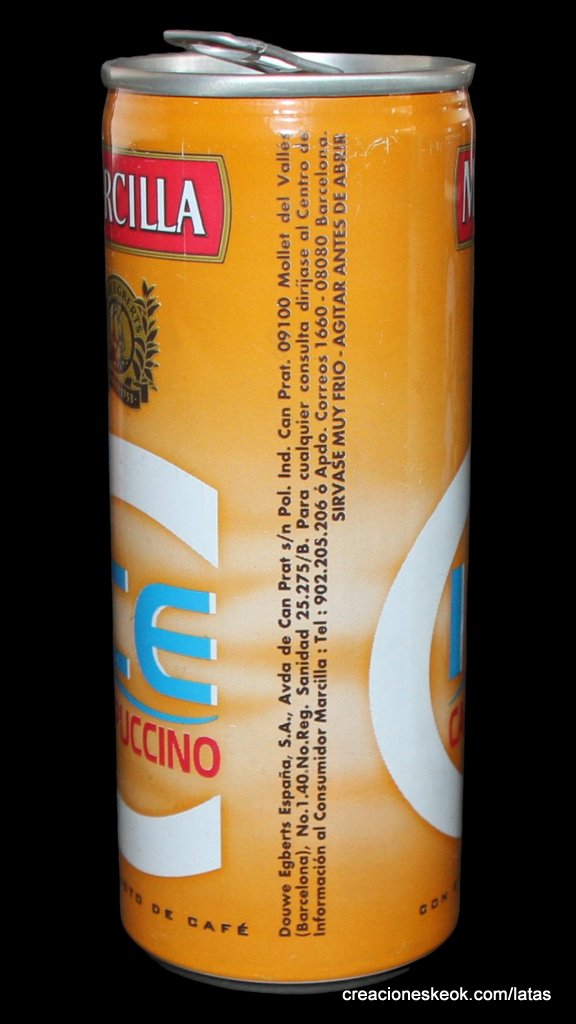 RCILLA
M
CE
PUCCINO
DE CAFÉ
CON
Douwe Egberts España, S.A., Avda de Can Prat s/n Pol. Ind. Can Prat. 09100 Mollet del Vallés
(Barcelona), No.1.40.No.Reg. Sanidad 25.275/B. Para cualquier consulta diríjase al Centro de
Información al Consumidor Marcilla : Tel : 902.205.206 ó Apdo. Correos 1660 - 08080 Barcelona.
SIRVASE MUY FRIO - AGITAR ANTES DE ABRIR
creacioneskeok.com/latas